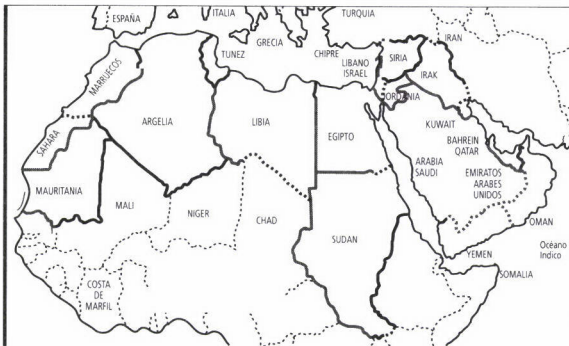 ESPAÑA
ITALIA
TURQUIA
GRECIA
IRAN
TUNEZ
CHIPRE
LIBANO
ISRAEL
SIRIA
IRAK
MARRUECOS
JORDANIA
ARGELIA
LIBIA
EGIPTO
KUWAIT
SAHARA
BAHREIN
QATAR
ARABIA
SAUDI
EMIRATOS
ARABES
UNIDOS
MAURITANIA
MALI
NIGER
CHAD
SUDAN
OMAN
YEMEN
Océano
Indico
SOMALIA
COSTA
DE
MARFIL